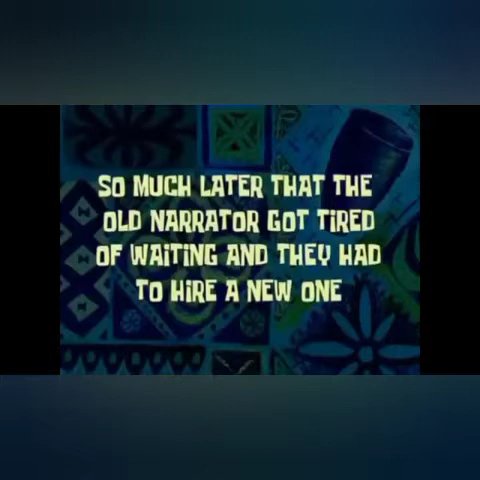 SO MUCH LATER THAT THE
OLD NARRATOR GOT TIRED
OF WAITING AND THEY HAD
TO HIRE A NEW ONE